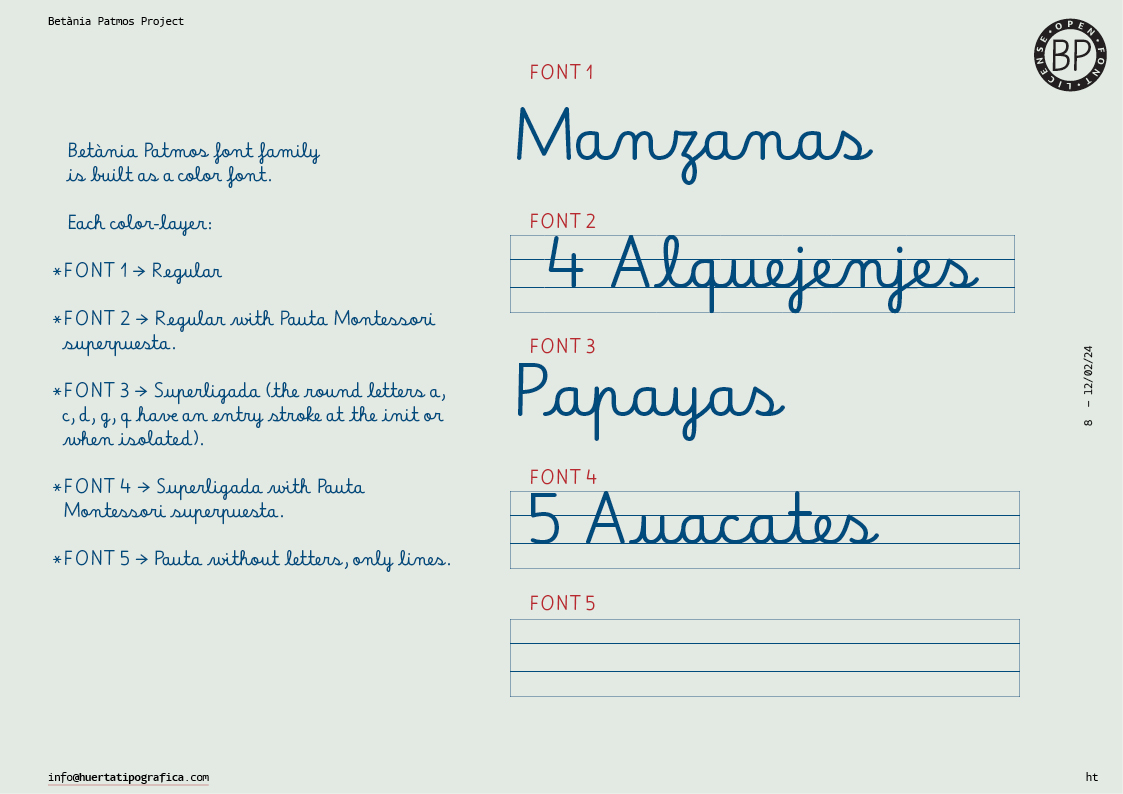 Betània Patmos Project
OPEN · FONT · LICENSE ·
BP
Betània Patmos font family
is built as a color font.
Each color-layer:
*FONT 1 → Regular
*FONT 2 → Regular with Pauta Montessori
superpuesta.
*FONT 3 → Superligada (the round letters a,
c, d, g, q have an entry stroke at the init or
when isolated).
*FONT 4 → Superligada with Pauta
Montessori superpuesta.
*FONT 5 → Pauta without letters, only lines.
FONT 1
Manzanas
FONT 2
4 Alquejenjes
FONT 3
Papayas
FONT 4
5 Auacates
FONT 5
8 – 12/02/24
info@huertatipografica.com
ht